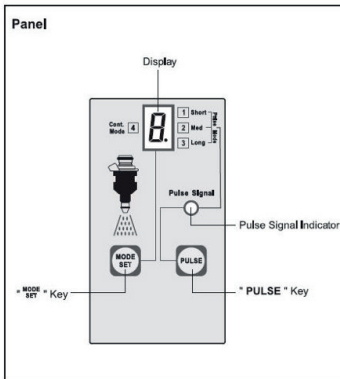 Panel
Display
8.
Cont. Mode 4
1 Short
2 Med
3 Long
Pulse Mode
Pulse Signal
Pulse Signal Indicator
MODE SET
PULSE
" MODE SET " Key
" PULSE " Key